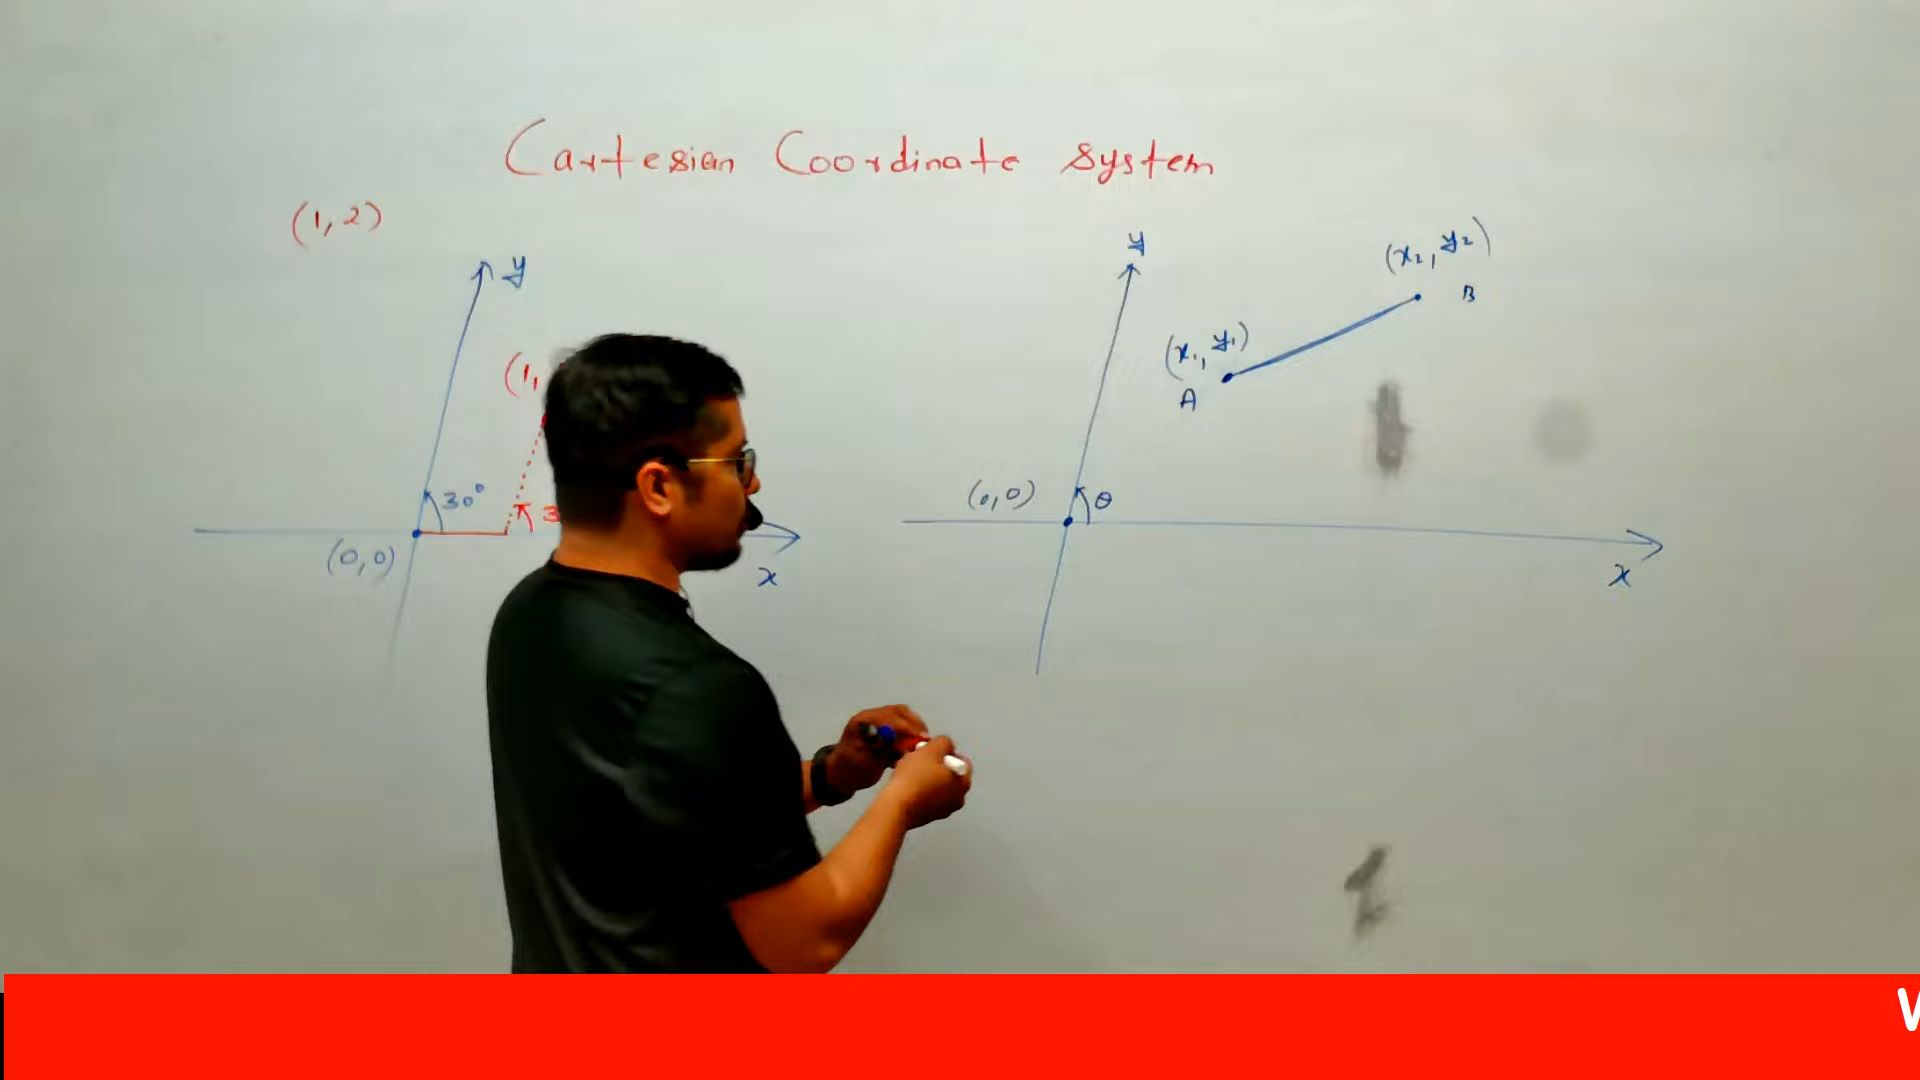 Cartesian Coordinate system
(1, 2)
y
(1,
30°
3
(0,0)
x
y
(x₂, y₂)
B
(x₁, y₁)
A
(0,0)
θ
x